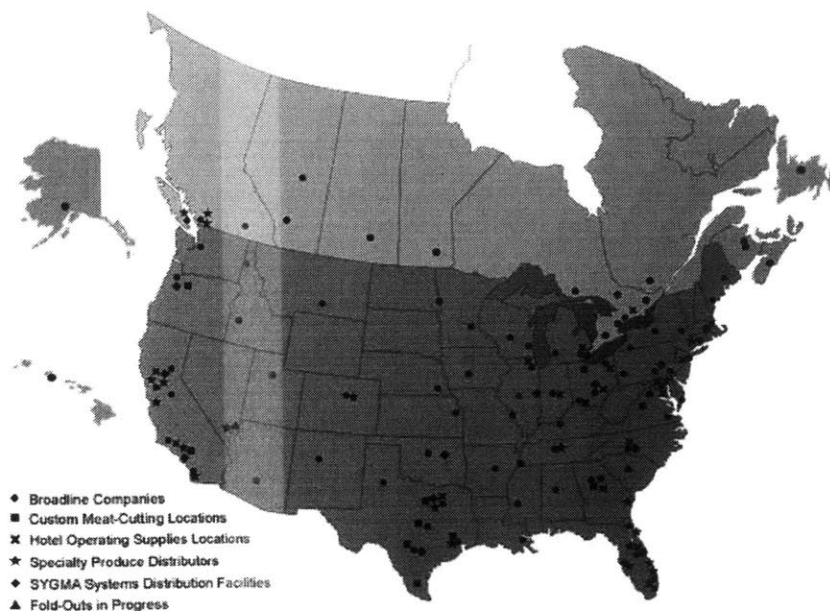 Broadline Companies
Custom Meat-Cutting Locations
Hotel Operating Supplies Locations
Specialty Produce Distributors
SYGMA Systems Distribution Facilities
Fold-Outs in Progress